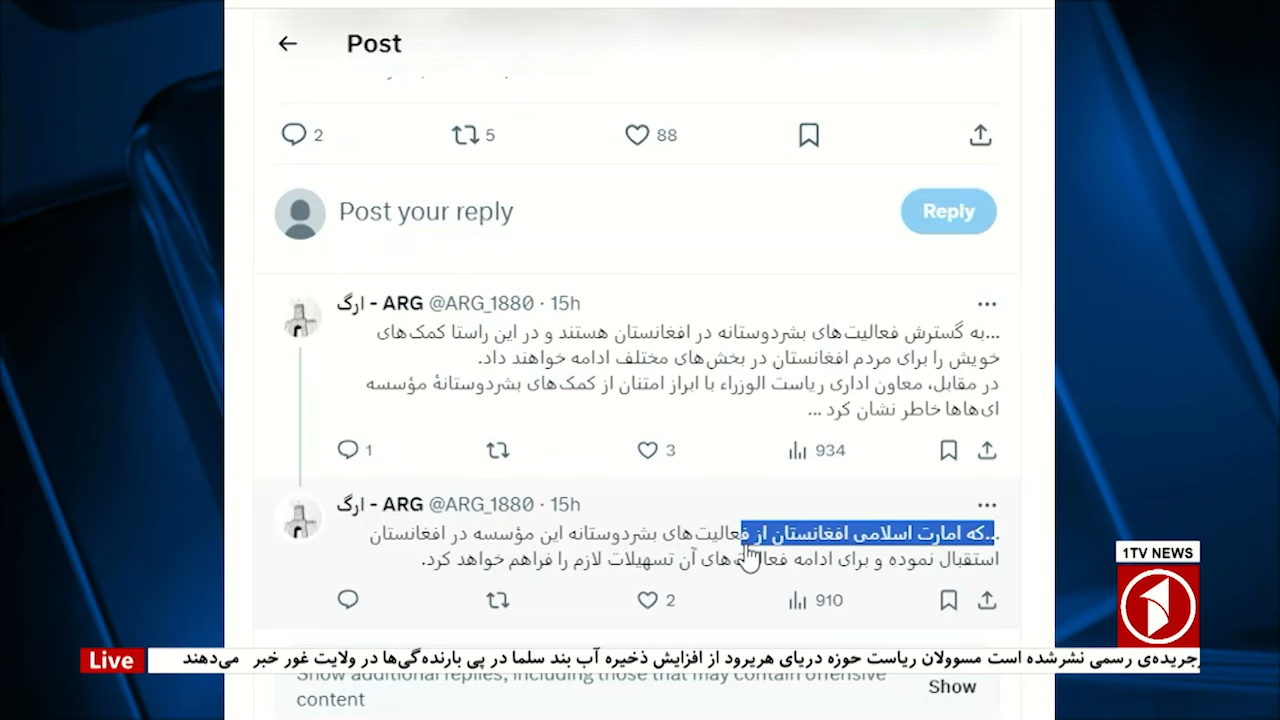 Post
2
5
88
Post your reply
Reply
ارگ - ARG @ARG_1880 · 15h
...به گسترش فعالیت‌های بشردوستانه در افغانستان هستند و در این راستا کمک‌های
خویش را برای مردم افغانستان در بخش‌های مختلف ادامه خواهند داد.
در مقابل، معاون اداری ریاست الوزراء با ابراز امتنان از کمک‌های بشردوستانهٔ مؤسسه
ای‌هاها خاطر نشان کرد ...
1
3
934
ارگ - ARG @ARG_1880 · 15h
...که امارت اسلامی افغانستان از فعالیت‌های بشردوستانه این مؤسسه در افغانستان
استقبال نموده و برای ادامه فعالیت‌های آن تسهیلات لازم را فراهم خواهد کرد.
2
910
1TV NEWS
Live
جریده‌ی رسمی نشرشده است مسوولان ریاست حوزه دریای هریرود از افزایش ذخیره آب بند سلما در پی بارنده‌گی‌ها در ولایت غور خبر می‌دهند
Show additional replies, including those that may contain offensive
content
Show